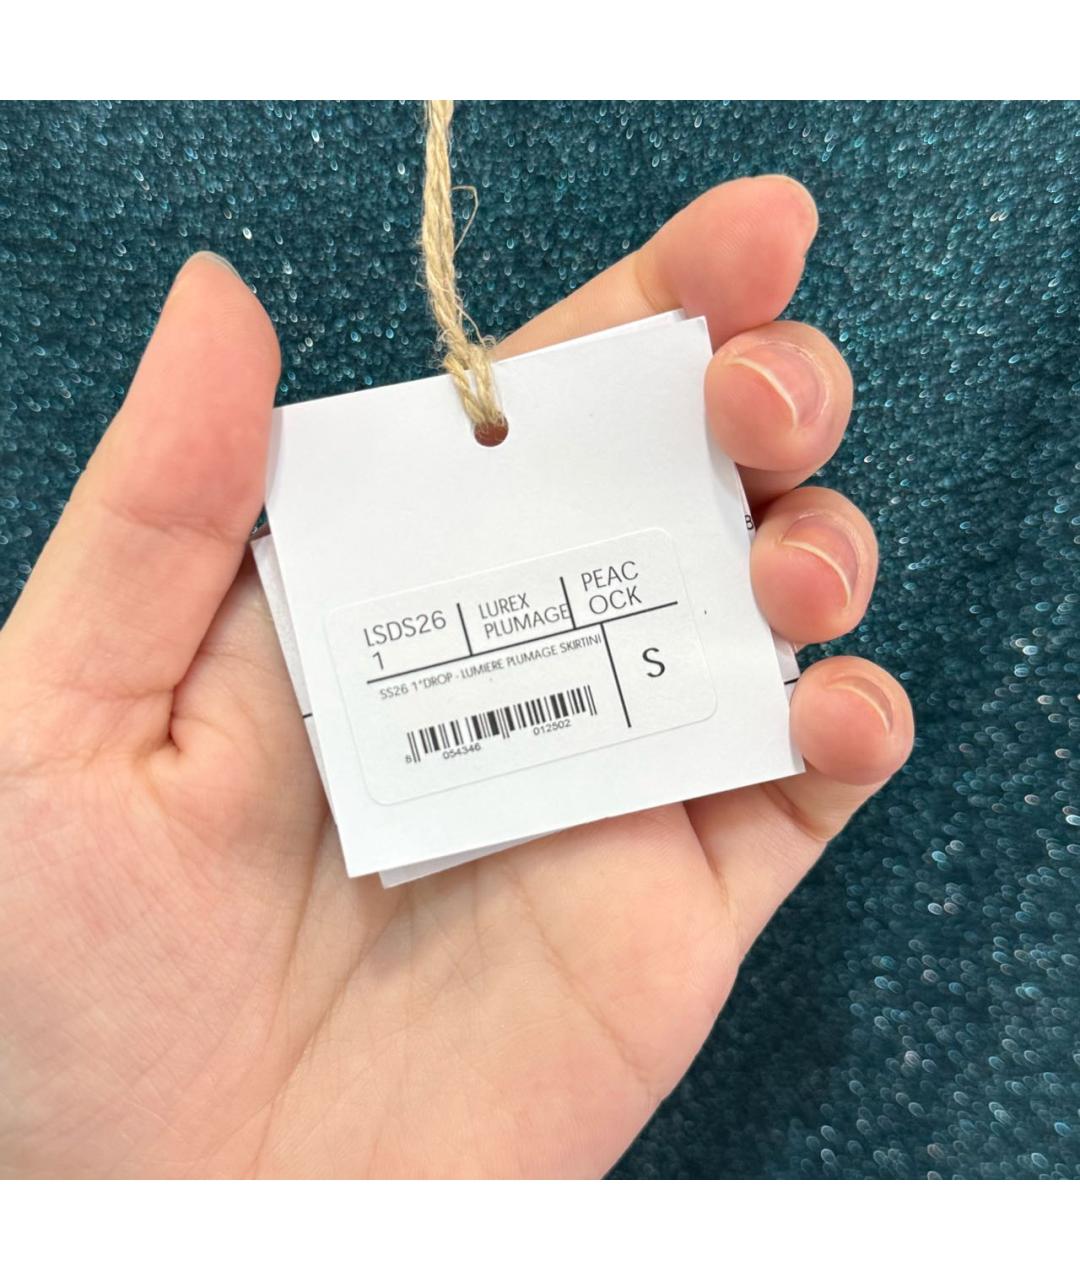 LSDS26
1
LUREX
PLUMAGE
PEAC
OCK
SS26 1°DROP - LUMIERE PLUMAGE SKIRTINI
S
8 054346 012502
B